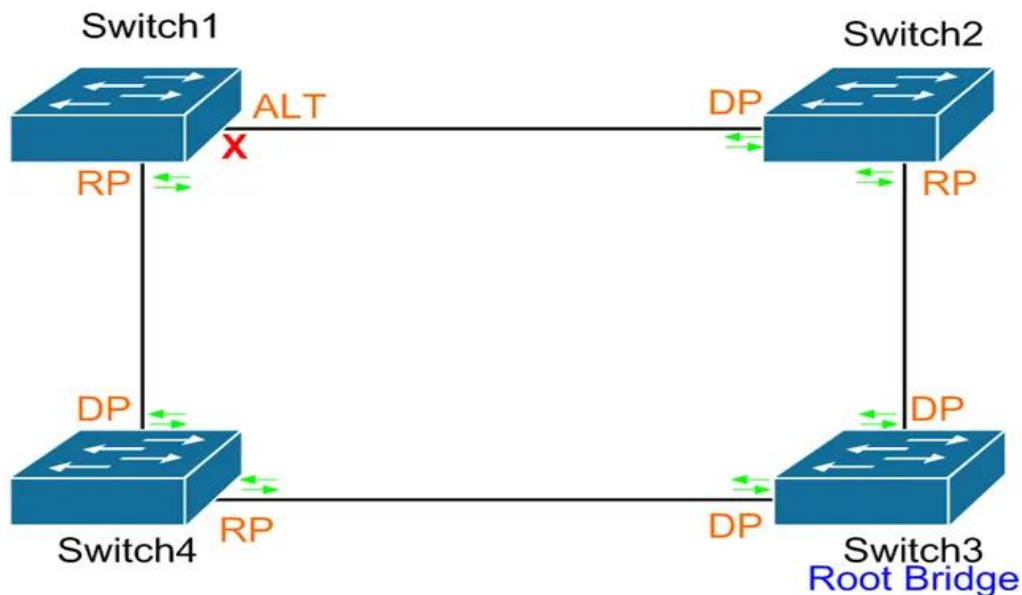 Switch1
Switch2
ALT
DP
X
RP
RP
DP
DP
RP
DP
Switch4
Switch3
Root Bridge